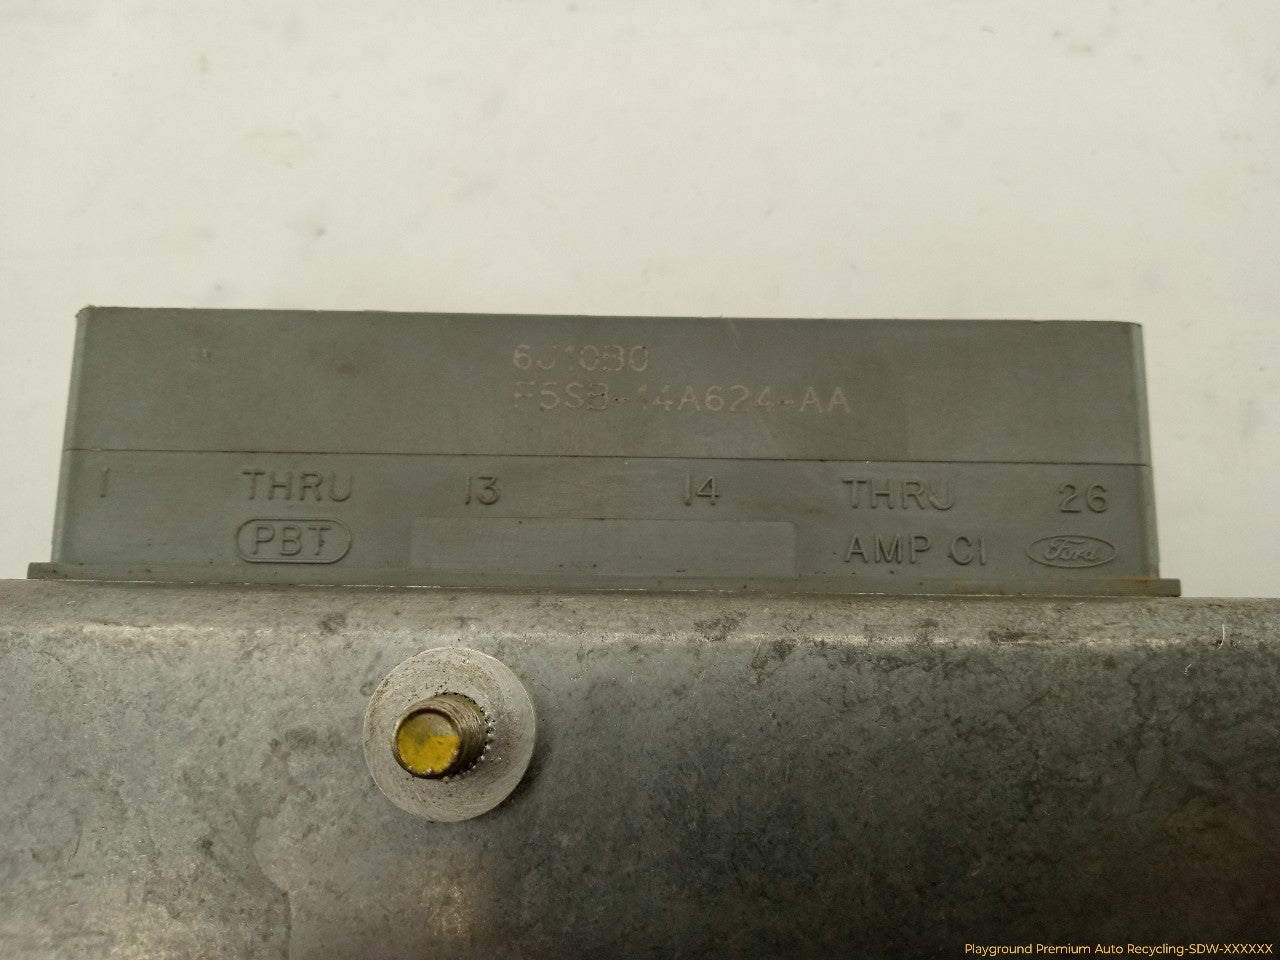 6J10B0
F5SB-14A624-AA
1 THRU 13 14 THRU 26
PBT AMP CI Ford
Playground Premium Auto Recycling-SDW-XXXXXX